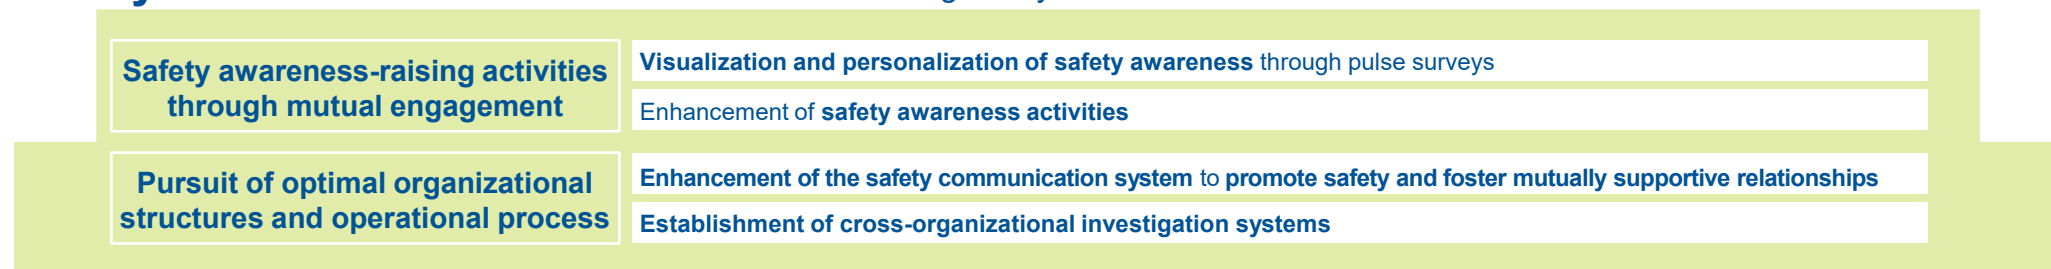 Safety awareness-raising activities
through mutual engagement
Visualization and personalization of safety awareness through pulse surveys
Enhancement of safety awareness activities
Pursuit of optimal organizational
structures and operational process
Enhancement of the safety communication system to promote safety and foster mutually supportive relationships
Establishment of cross-organizational investigation systems